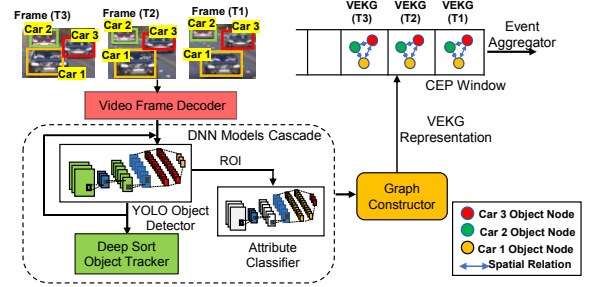 Frame (T3)
Frame (T2)
Frame (T1)
Car 2
Car 3
Car 1
Car 2
Car 3
Car 1
Car 2
Car 3
Car 1
VEKG
(T3)
VEKG
(T2)
VEKG
(T1)
Event
Aggregator
CEP Window
Video Frame Decoder
VEKG
Representation
DNN Models Cascade
ROI
YOLO Object
Detector
Deep Sort
Object Tracker
Attribute
Classifier
Graph
Constructor
Car 3 Object Node
Car 2 Object Node
Car 1 Object Node
Spatial Relation